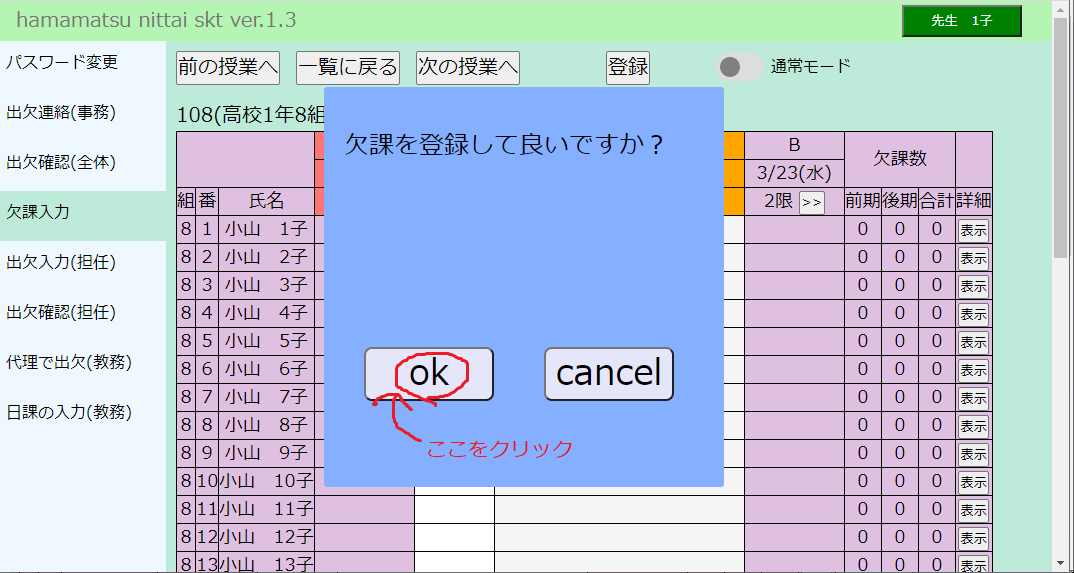 hamamatsu nittai skt ver.1.3
先生　1子
パスワード変更
出欠連絡(事務)
出欠確認(全体)
欠課入力
出欠入力(担任)
出欠確認(担任)
代理で出欠(教務)
日課の入力(教務)
前の授業へ 一覧に戻る 次の授業へ 登録 通常モード
108(高校1年8組
欠課を登録して良いですか？
ok cancel
ここをクリック
B 欠課数
3/23(水)
組 番 氏名 2限 >> 前期 後期 合計 詳細
8 1 小山　1子 0 0 0 表示
8 2 小山　2子 0 0 0 表示
8 3 小山　3子 0 0 0 表示
8 4 小山　4子 0 0 0 表示
8 5 小山　5子 0 0 0 表示
8 6 小山　6子 0 0 0 表示
8 7 小山　7子 0 0 0 表示
8 8 小山　8子 0 0 0 表示
8 9 小山　9子 0 0 0 表示
8 10 小山　10子 0 0 0 表示
8 11 小山　11子 0 0 0 表示
8 12 小山　12子 0 0 0 表示
8 13 小山　13子 0 0 0 表示